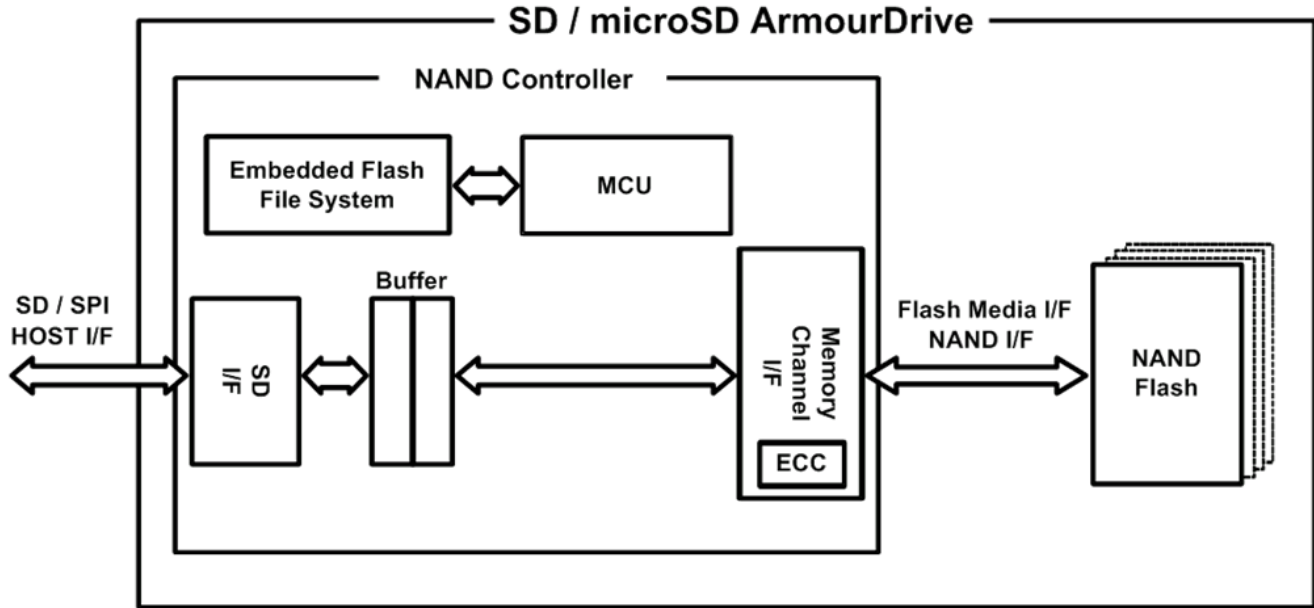 SD / microSD ArmourDrive
NAND Controller
Embedded Flash
File System
MCU
Buffer
SD / SPI
HOST I/F
SD
I/F
Memory
Channel
I/F
ECC
Flash Media I/F
NAND I/F
NAND
Flash